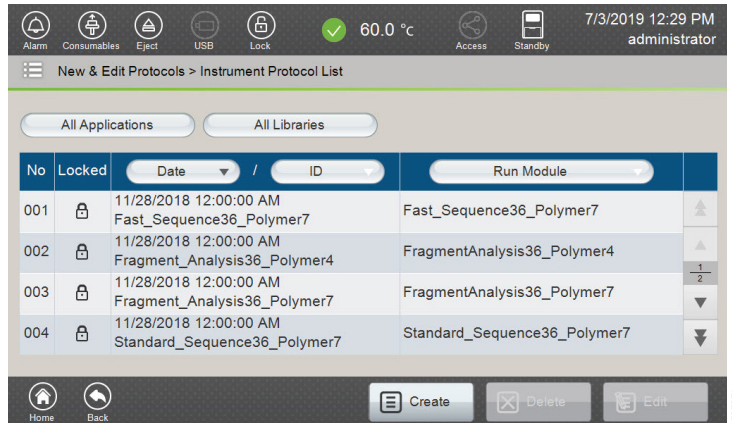 7/3/2019 12:29 PM
60.0 °c
administrator
Alarm Consumables Eject USB Lock Access Standby
New & Edit Protocols > Instrument Protocol List
All Applications All Libraries
No Locked Date / ID Run Module
11/28/2018 12:00:00 AM
001 Fast_Sequence36_Polymer7 Fast_Sequence36_Polymer7
11/28/2018 12:00:00 AM
002 Fragment_Analysis36_Polymer4 FragmentAnalysis36_Polymer4
1
2
11/28/2018 12:00:00 AM
003 Fragment_Analysis36_Polymer7 FragmentAnalysis36_Polymer7
11/28/2018 12:00:00 AM
004 Standard_Sequence36_Polymer7 Standard_Sequence36_Polymer7
Create Delete Edit
Home Back